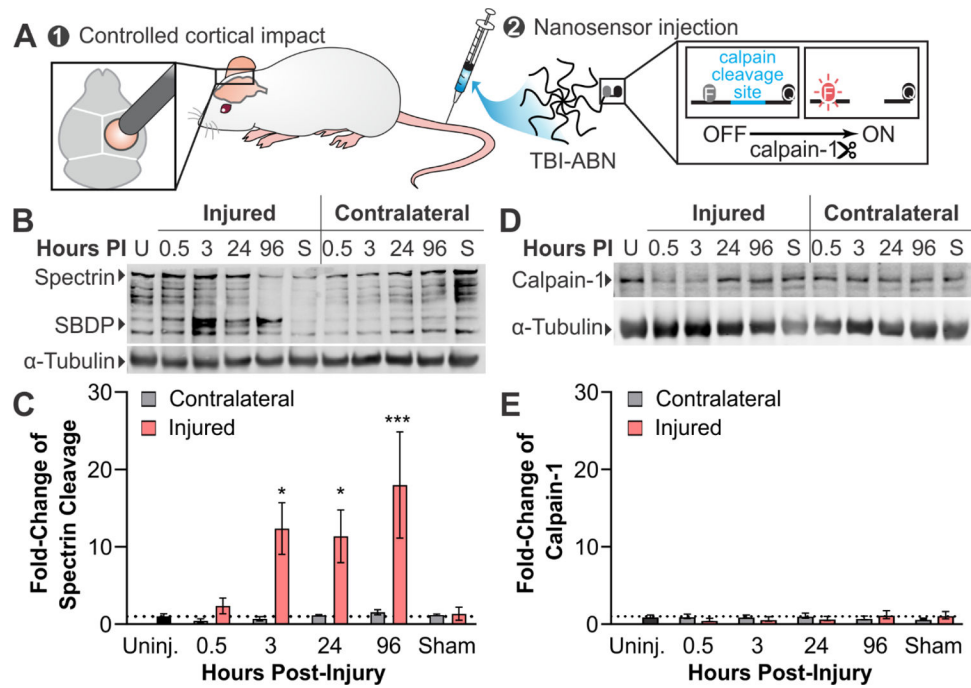 A
1 Controlled cortical impact
2 Nanosensor injection
TBI-ABN
calpain
cleavage
site
F
Q
F
Q
OFF
ON
calpain-1
B
Injured
Contralateral
Hours PI U 0.5 3 24 96 S 0.5 3 24 96 S
Spectrin
SBDP
α-Tubulin
D
Injured
Contralateral
Hours PI U 0.5 3 24 96 S 0.5 3 24 96 S
Calpain-1
α-Tubulin
C
Fold-Change of
Spectrin Cleavage
30
20
10
0
Contralateral
Injured
*
*
***
Uninj. 0.5 3 24 96 Sham
Hours Post-Injury
E
Fold-Change of
Calpain-1
30
20
10
0
Contralateral
Injured
Uninj. 0.5 3 24 96 Sham
Hours Post-Injury